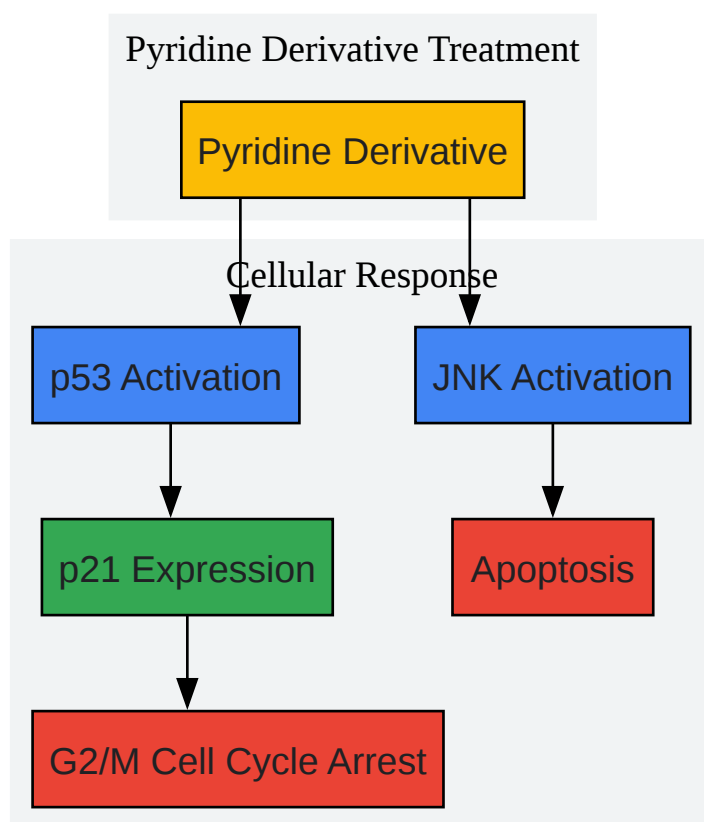 Pyridine Derivative Treatment
Pyridine Derivative
Cellular Response
p53 Activation
JNK Activation
p21 Expression
Apoptosis
G2/M Cell Cycle Arrest